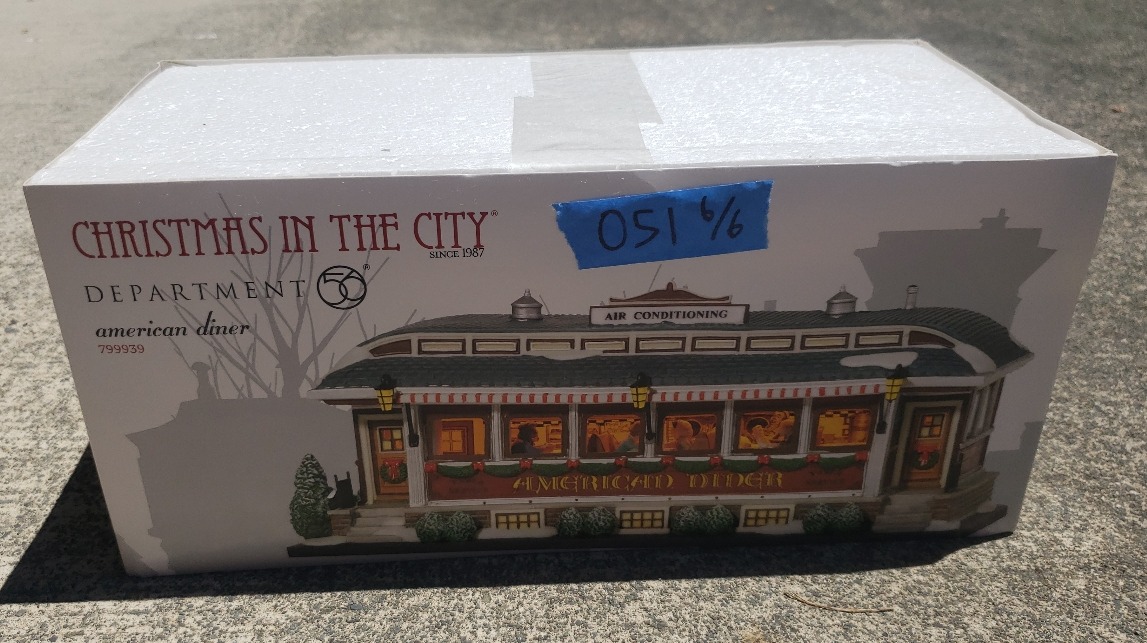 CHRISTMAS IN THE CITY®
SINCE 1987
DEPARTMENT 56®
american diner
799939
051 6/6
AIR CONDITIONING
AMERICAN DINER